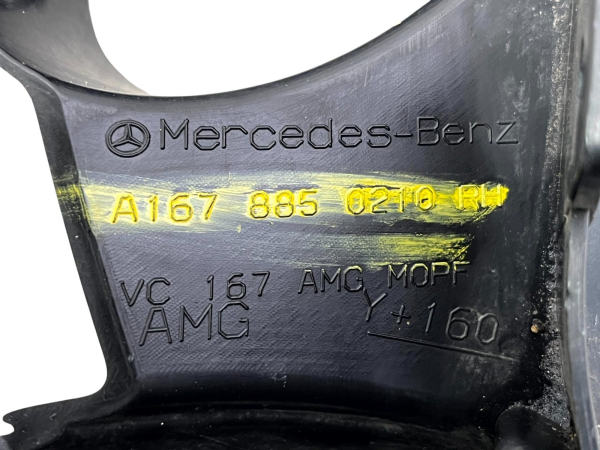 Mercedes-Benz
A167 885 0210 RH
VC 167 AMG MOPF
AMG Y+160